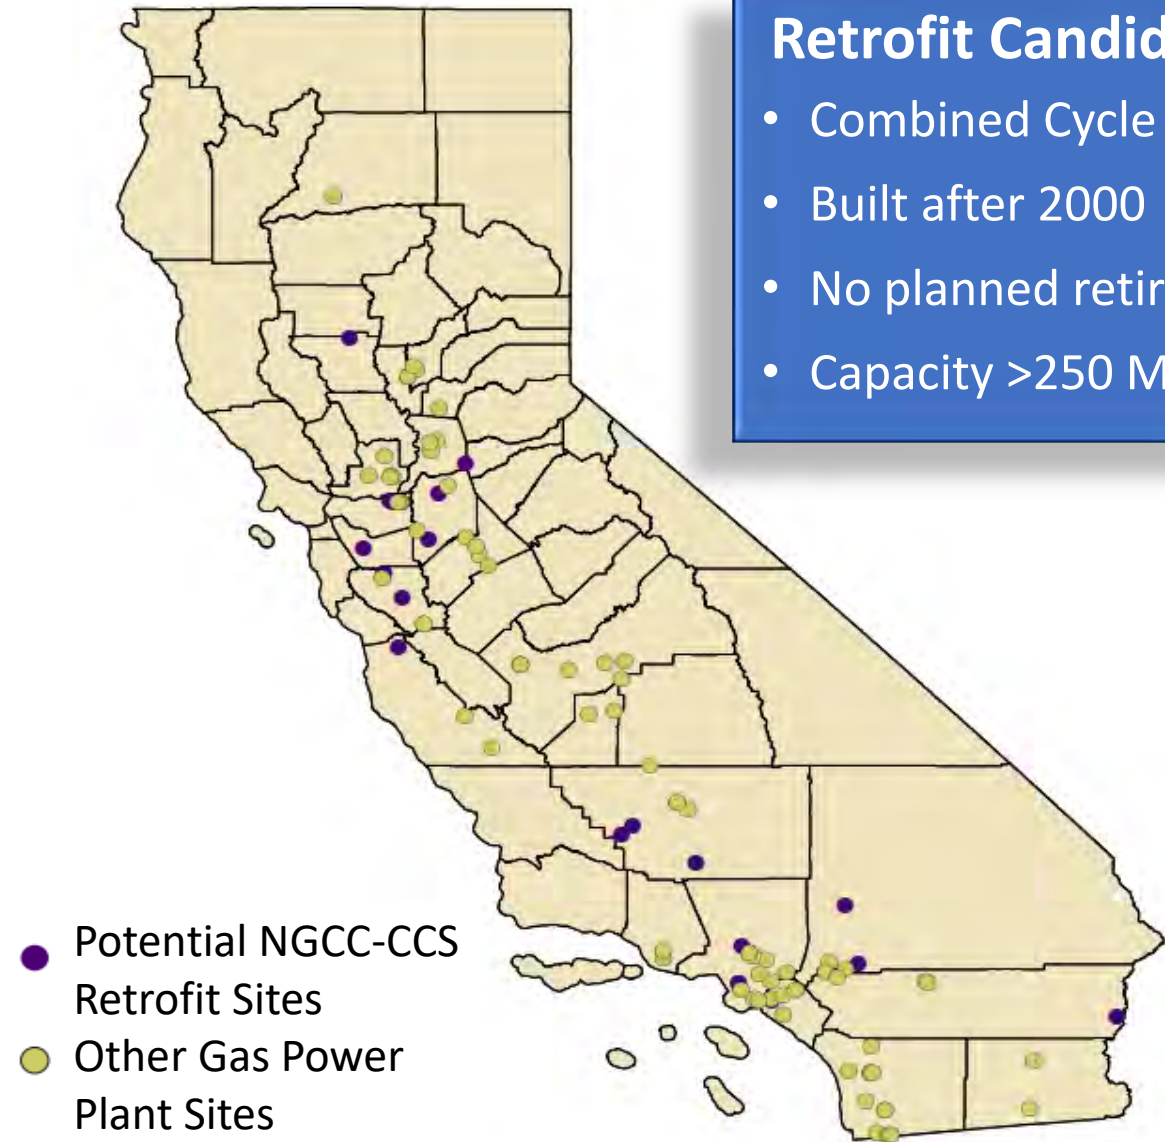 Retrofit Candid
• Combined Cycle
• Built after 2000
• No planned retir
• Capacity >250 M
Potential NGCC-CCS
Retrofit Sites
Other Gas Power
Plant Sites